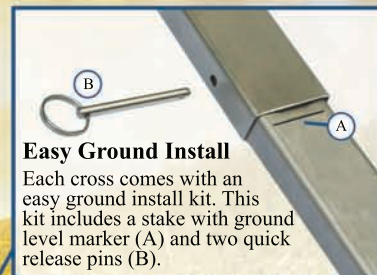 B
A
Easy Ground Install
Each cross comes with an
easy ground install kit. This
kit includes a stake with ground
level marker (A) and two quick
release pins (B).